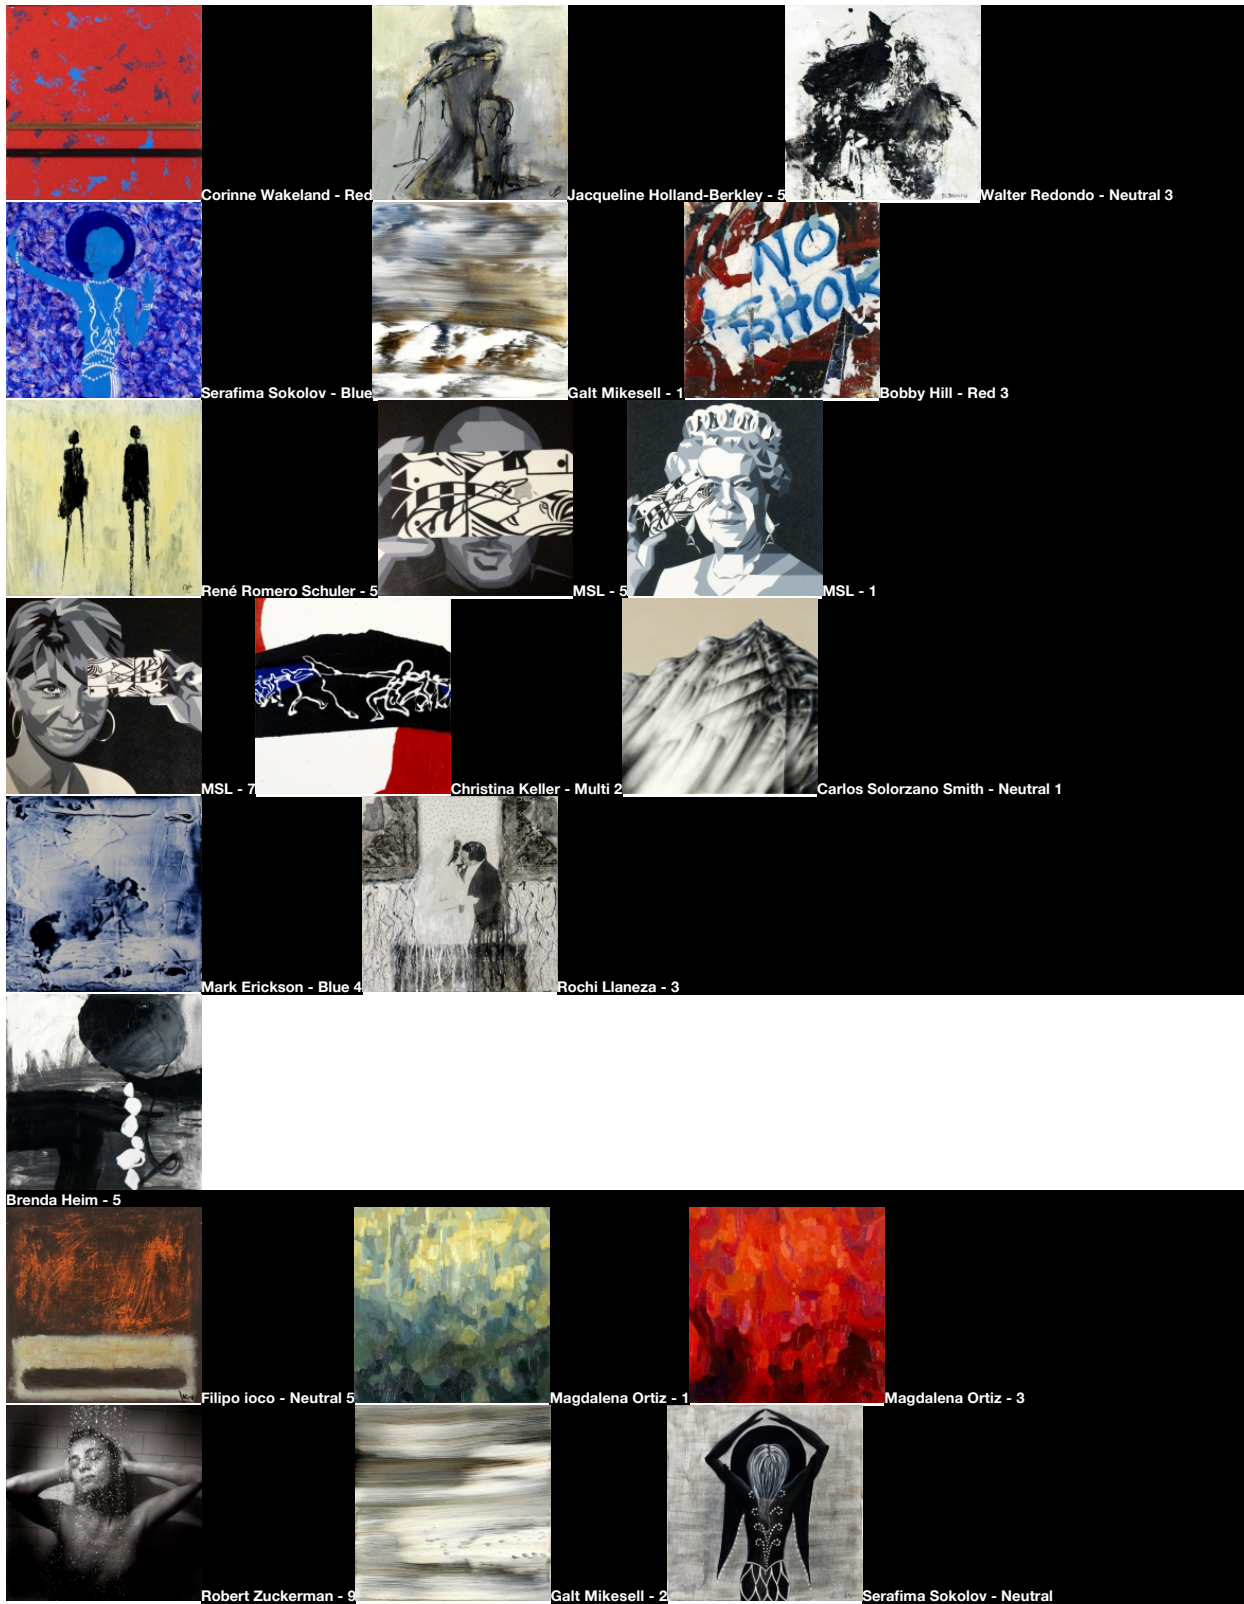 Corinne Wakeland - Red
Jacqueline Holland-Berkley - 5
Walter Redondo - Neutral 3
Serafima Sokolov - Blue
Galt Mikesell - 1
NO
SHOR
Bobby Hill - Red 3
René Romero Schuler - 5
MSL - 5
MSL - 1
MSL - 7
Christina Keller - Multi 2
Carlos Solorzano Smith - Neutral 1
Mark Erickson - Blue 4
Rochi Llaneza - 3
Brenda Heim - 5
Filipo ioco - Neutral 5
Magdalena Ortiz - 1
Magdalena Ortiz - 3
Robert Zuckerman - 9
Galt Mikesell - 2
Serafima Sokolov - Neutral